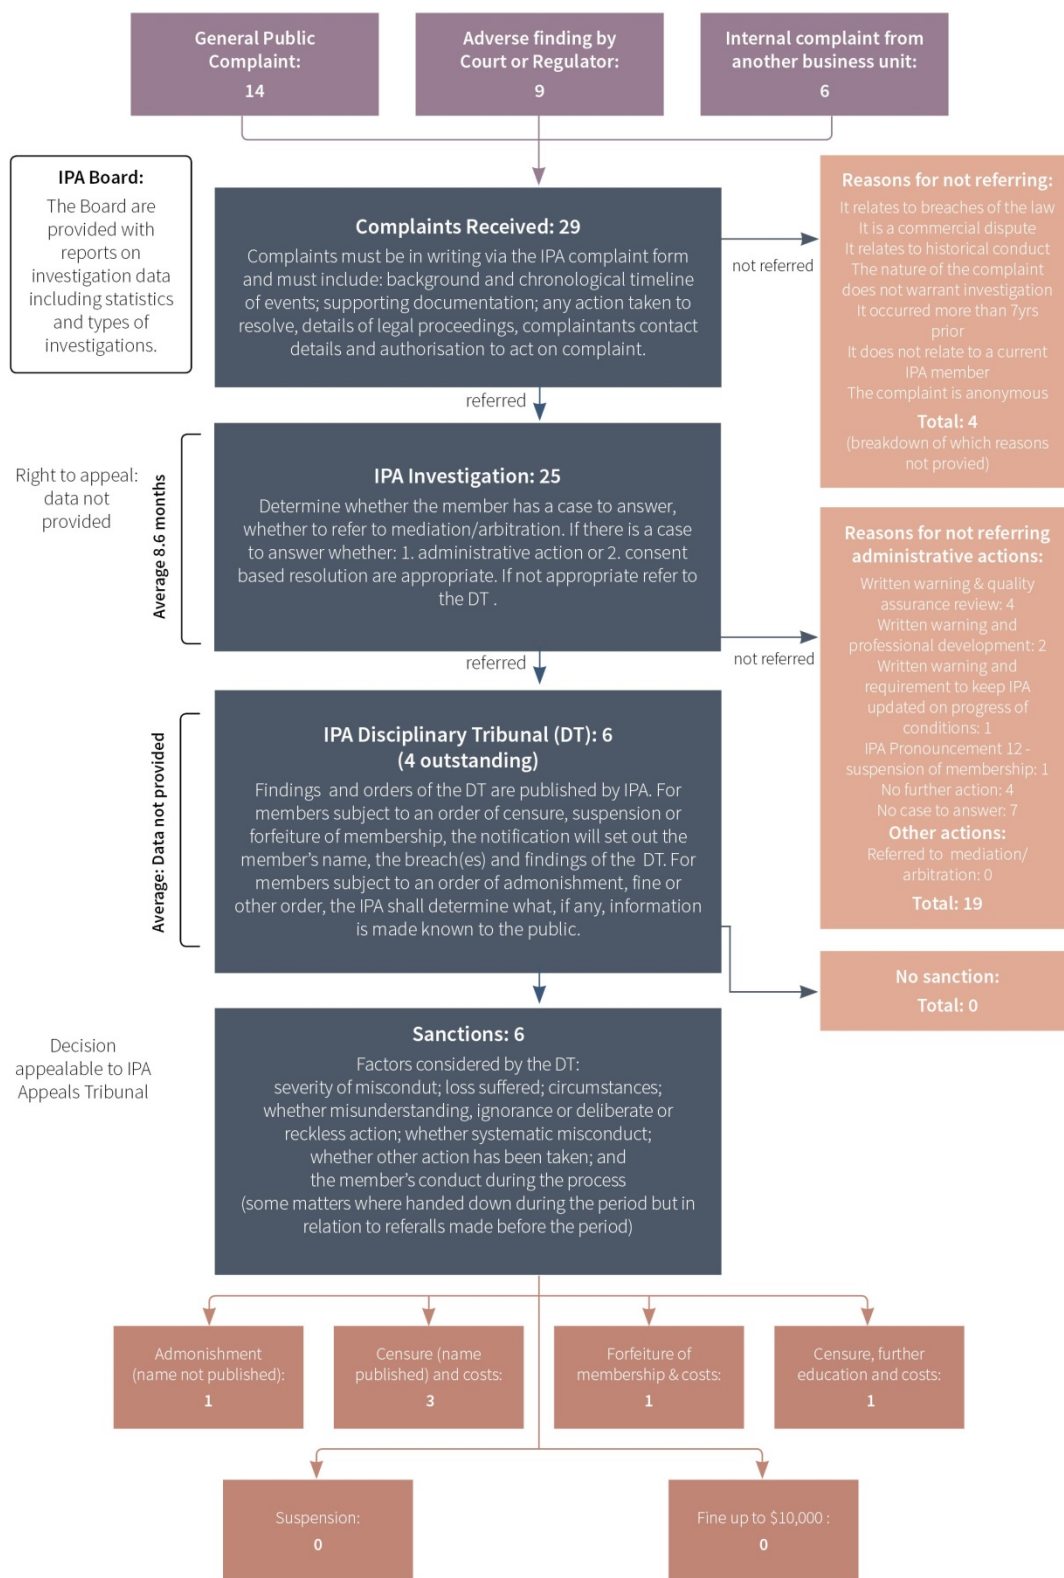 General Public
Complaint:
14
Adverse finding by
Court or Regulator:
9
Internal complaint from
another business unit:
6
IPA Board:
The Board are
provided with
reports on
investigation data
including statistics
and types of
investigations.
Complaints Received: 29
Complaints must be in writing via the IPA complaint form
and must include: background and chronological timeline
of events; supporting documentation; any action taken to
resolve, details of legal proceedings, complaintants contact
details and authorisation to act on complaint.
not referred
Reasons for not referring:
It relates to breaches of the law
It is a commercial dispute
It relates to historical conduct
The nature of the complaint
does not warrant investigation
It occurred more than 7yrs
prior
It does not relate to a current
IPA member
The complaint is anonymous
Total: 4
(breakdown of which reasons
not provied)
referred
Right to appeal:
data not
provided
Average 8.6 months
IPA Investigation: 25
Determine whether the member has a case to answer,
whether to refer to mediation/arbitration. If there is a case
to answer whether: 1. administrative action or 2. consent
based resolution are appropriate. If not appropriate refer to
the DT .
not referred
Reasons for not referring
administrative actions:
Written warning & quality
assurance review: 4
Written warning and
professional development: 2
Written warning and
requirement to keep IPA
updated on progress of
conditions: 1
IPA Pronouncement 12 -
suspension of membership: 1
No further action: 4
No case to answer: 7
Other actions:
Referred to mediation/
arbitration: 0
Total: 19
referred
Average: Data not provided
IPA Disciplinary Tribunal (DT): 6
(4 outstanding)
Findings and orders of the DT are published by IPA. For
members subject to an order of censure, suspension or
forfeiture of membership, the notification will set out the
member's name, the breach(es) and findings of the DT. For
members subject to an order of admonishment, fine or
other order, the IPA shall determine what, if any, information
is made known to the public.
No sanction:
Total: 0
Decision
appealable to IPA
Appeals Tribunal
Sanctions: 6
Factors considered by the DT:
severity of miscondut; loss suffered; circumstances;
whether misunderstanding, ignorance or deliberate or
reckless action; whether systematic misconduct;
whether other action has been taken; and
the member's conduct during the process
(some matters where handed down during the period but in
relation to referalls made before the period)
Admonishment
(name not published):
1
Censure (name
published) and costs:
3
Forfeiture of
membership & costs:
1
Censure, further
education and costs:
1
Suspension:
0
Fine up to $10,000 :
0